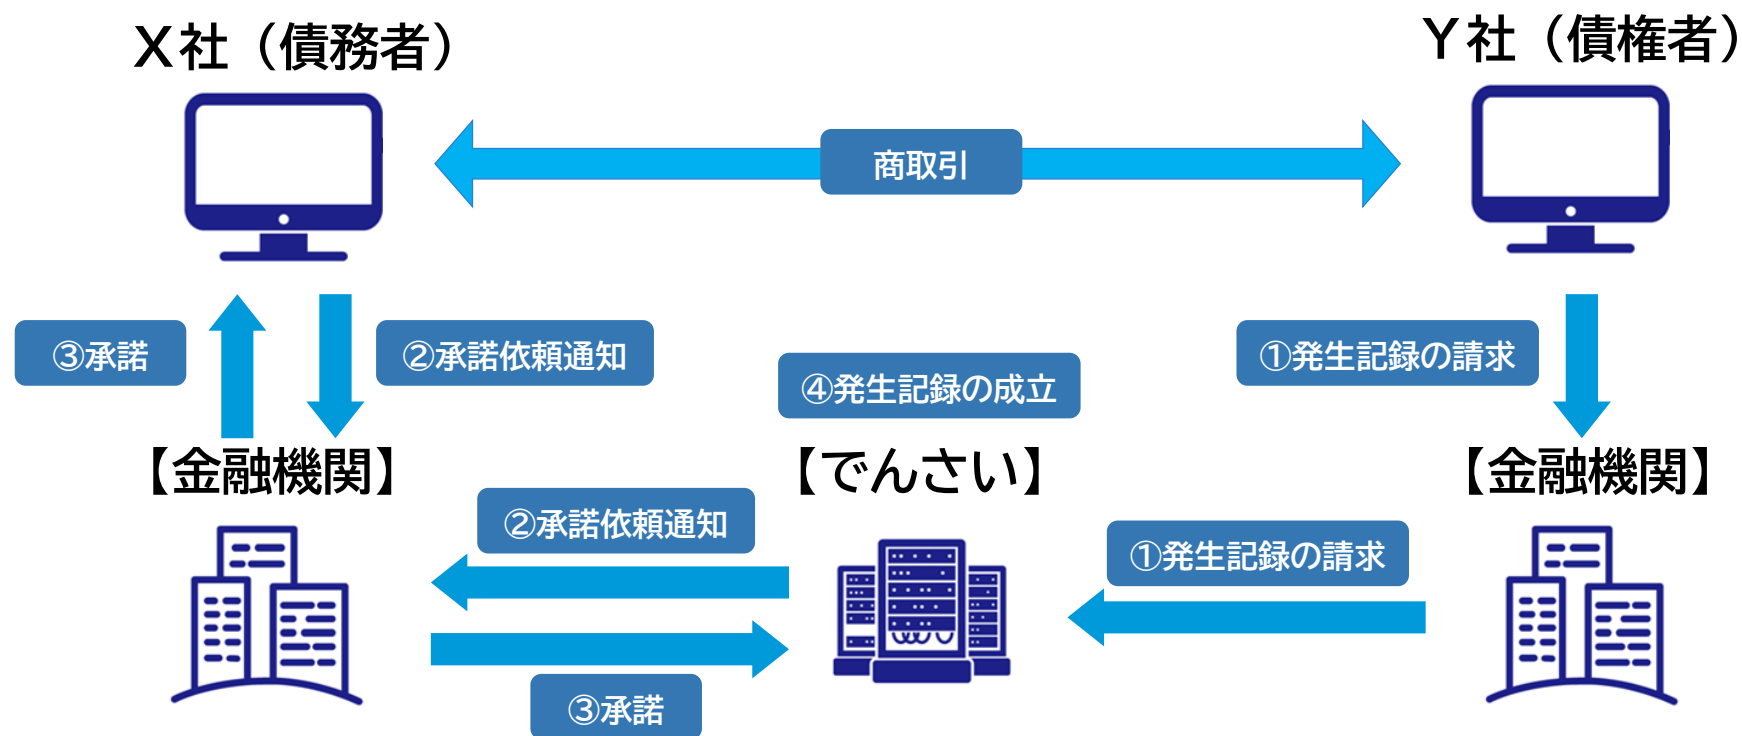 X社（債務者）
Y社（債権者）
商取引
③承諾
②承諾依頼通知
④発生記録の成立
①発生記録の請求
【金融機関】
【でんさい】
【金融機関】
②承諾依頼通知
①発生記録の請求
③承諾